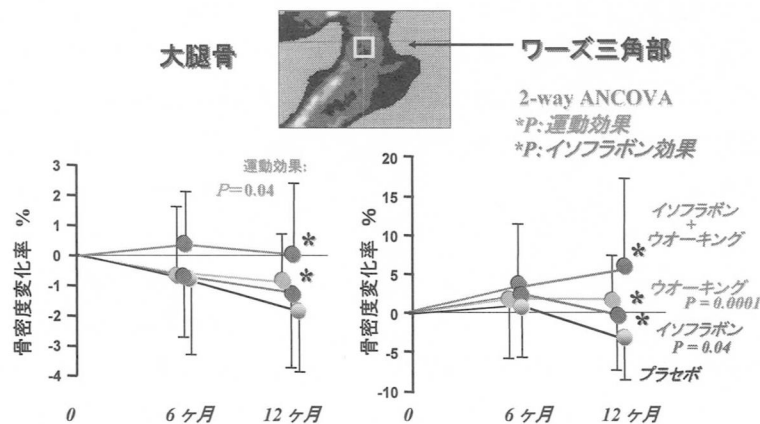 大腿骨
ワーズ三角部
2-way ANCOVA
*P:運動効果
*P:イソフラボン効果
骨密度変化率 %
3
2
1
0
-1
-2
-3
-4
運動効果:
P=0.04
*
*
0
6ヶ月
12ヶ月
骨密度変化率 %
20
15
10
5
0
-5
-10
イソフラボン
+
ウオーキング
*
ウオーキング
P = 0.0001
*
イソフラボン
P = 0.04
*
プラセボ
0
6ヶ月
12ヶ月